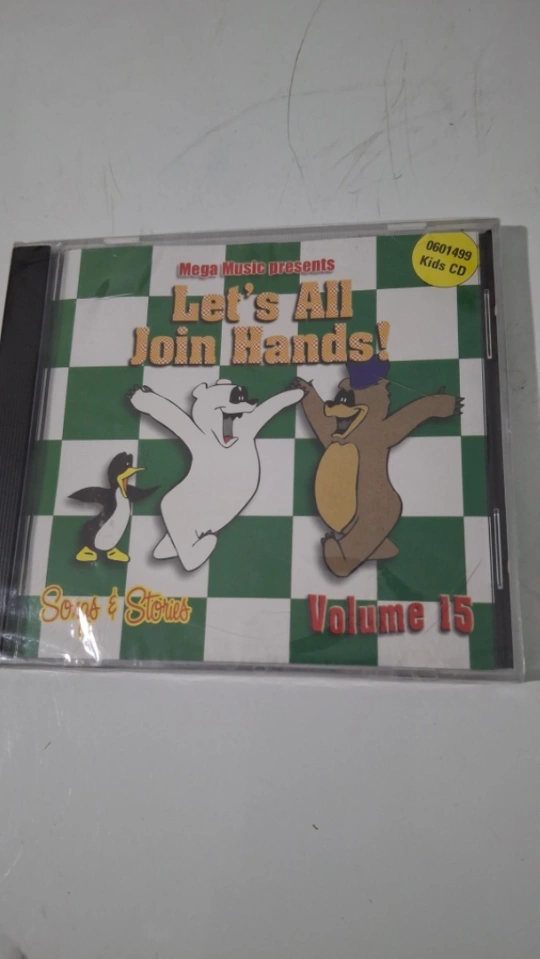 Mega Music presents
Let's All
Join Hands!
0601499
Kids CD
Songs & Stories
Volume 15